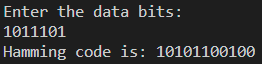 Enter the data bits:
1011101
Hamming code is: 10101100100